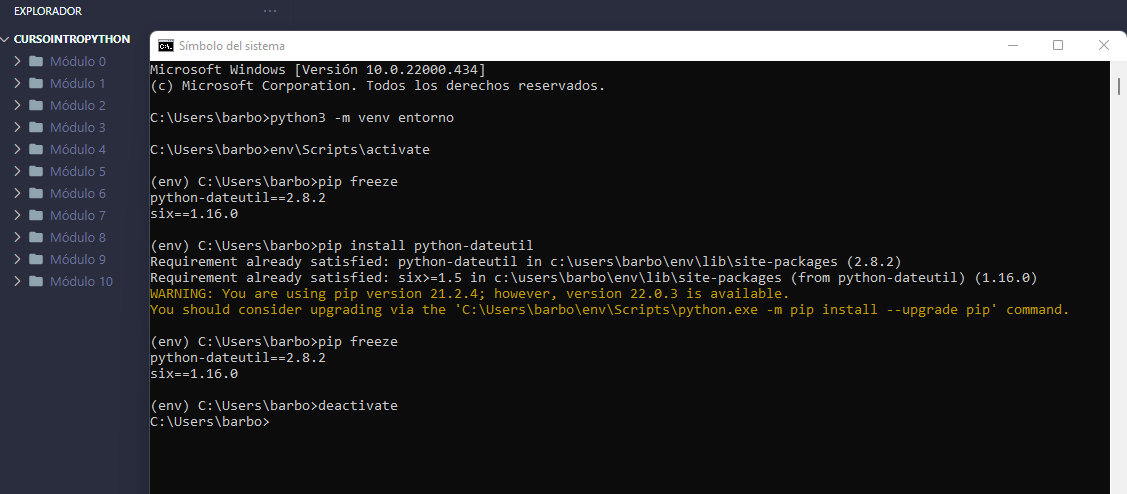 EXPLORADOR
CURSOINTROPYTHON
Módulo 0
Módulo 1
Módulo 2
Módulo 3
Módulo 4
Módulo 5
Módulo 6
Módulo 7
Módulo 8
Módulo 9
Módulo 10
Símbolo del sistema
Microsoft Windows [Versión 10.0.22000.434]
(c) Microsoft Corporation. Todos los derechos reservados.
C:\Users\barbo>python3 -m venv entorno
C:\Users\barbo>env\Scripts\activate
(env) C:\Users\barbo>pip freeze
python-dateutil==2.8.2
six==1.16.0
(env) C:\Users\barbo>pip install python-dateutil
Requirement already satisfied: python-dateutil in c:\users\barbo\env\lib\site-packages (2.8.2)
Requirement already satisfied: six>=1.5 in c:\users\barbo\env\lib\site-packages (from python-dateutil) (1.16.0)
WARNING: You are using pip version 21.2.4; however, version 22.0.3 is available.
You should consider upgrading via the 'C:\Users\barbo\env\Scripts\python.exe -m pip install --upgrade pip' command.
(env) C:\Users\barbo>pip freeze
python-dateutil==2.8.2
six==1.16.0
(env) C:\Users\barbo>deactivate
C:\Users\barbo>